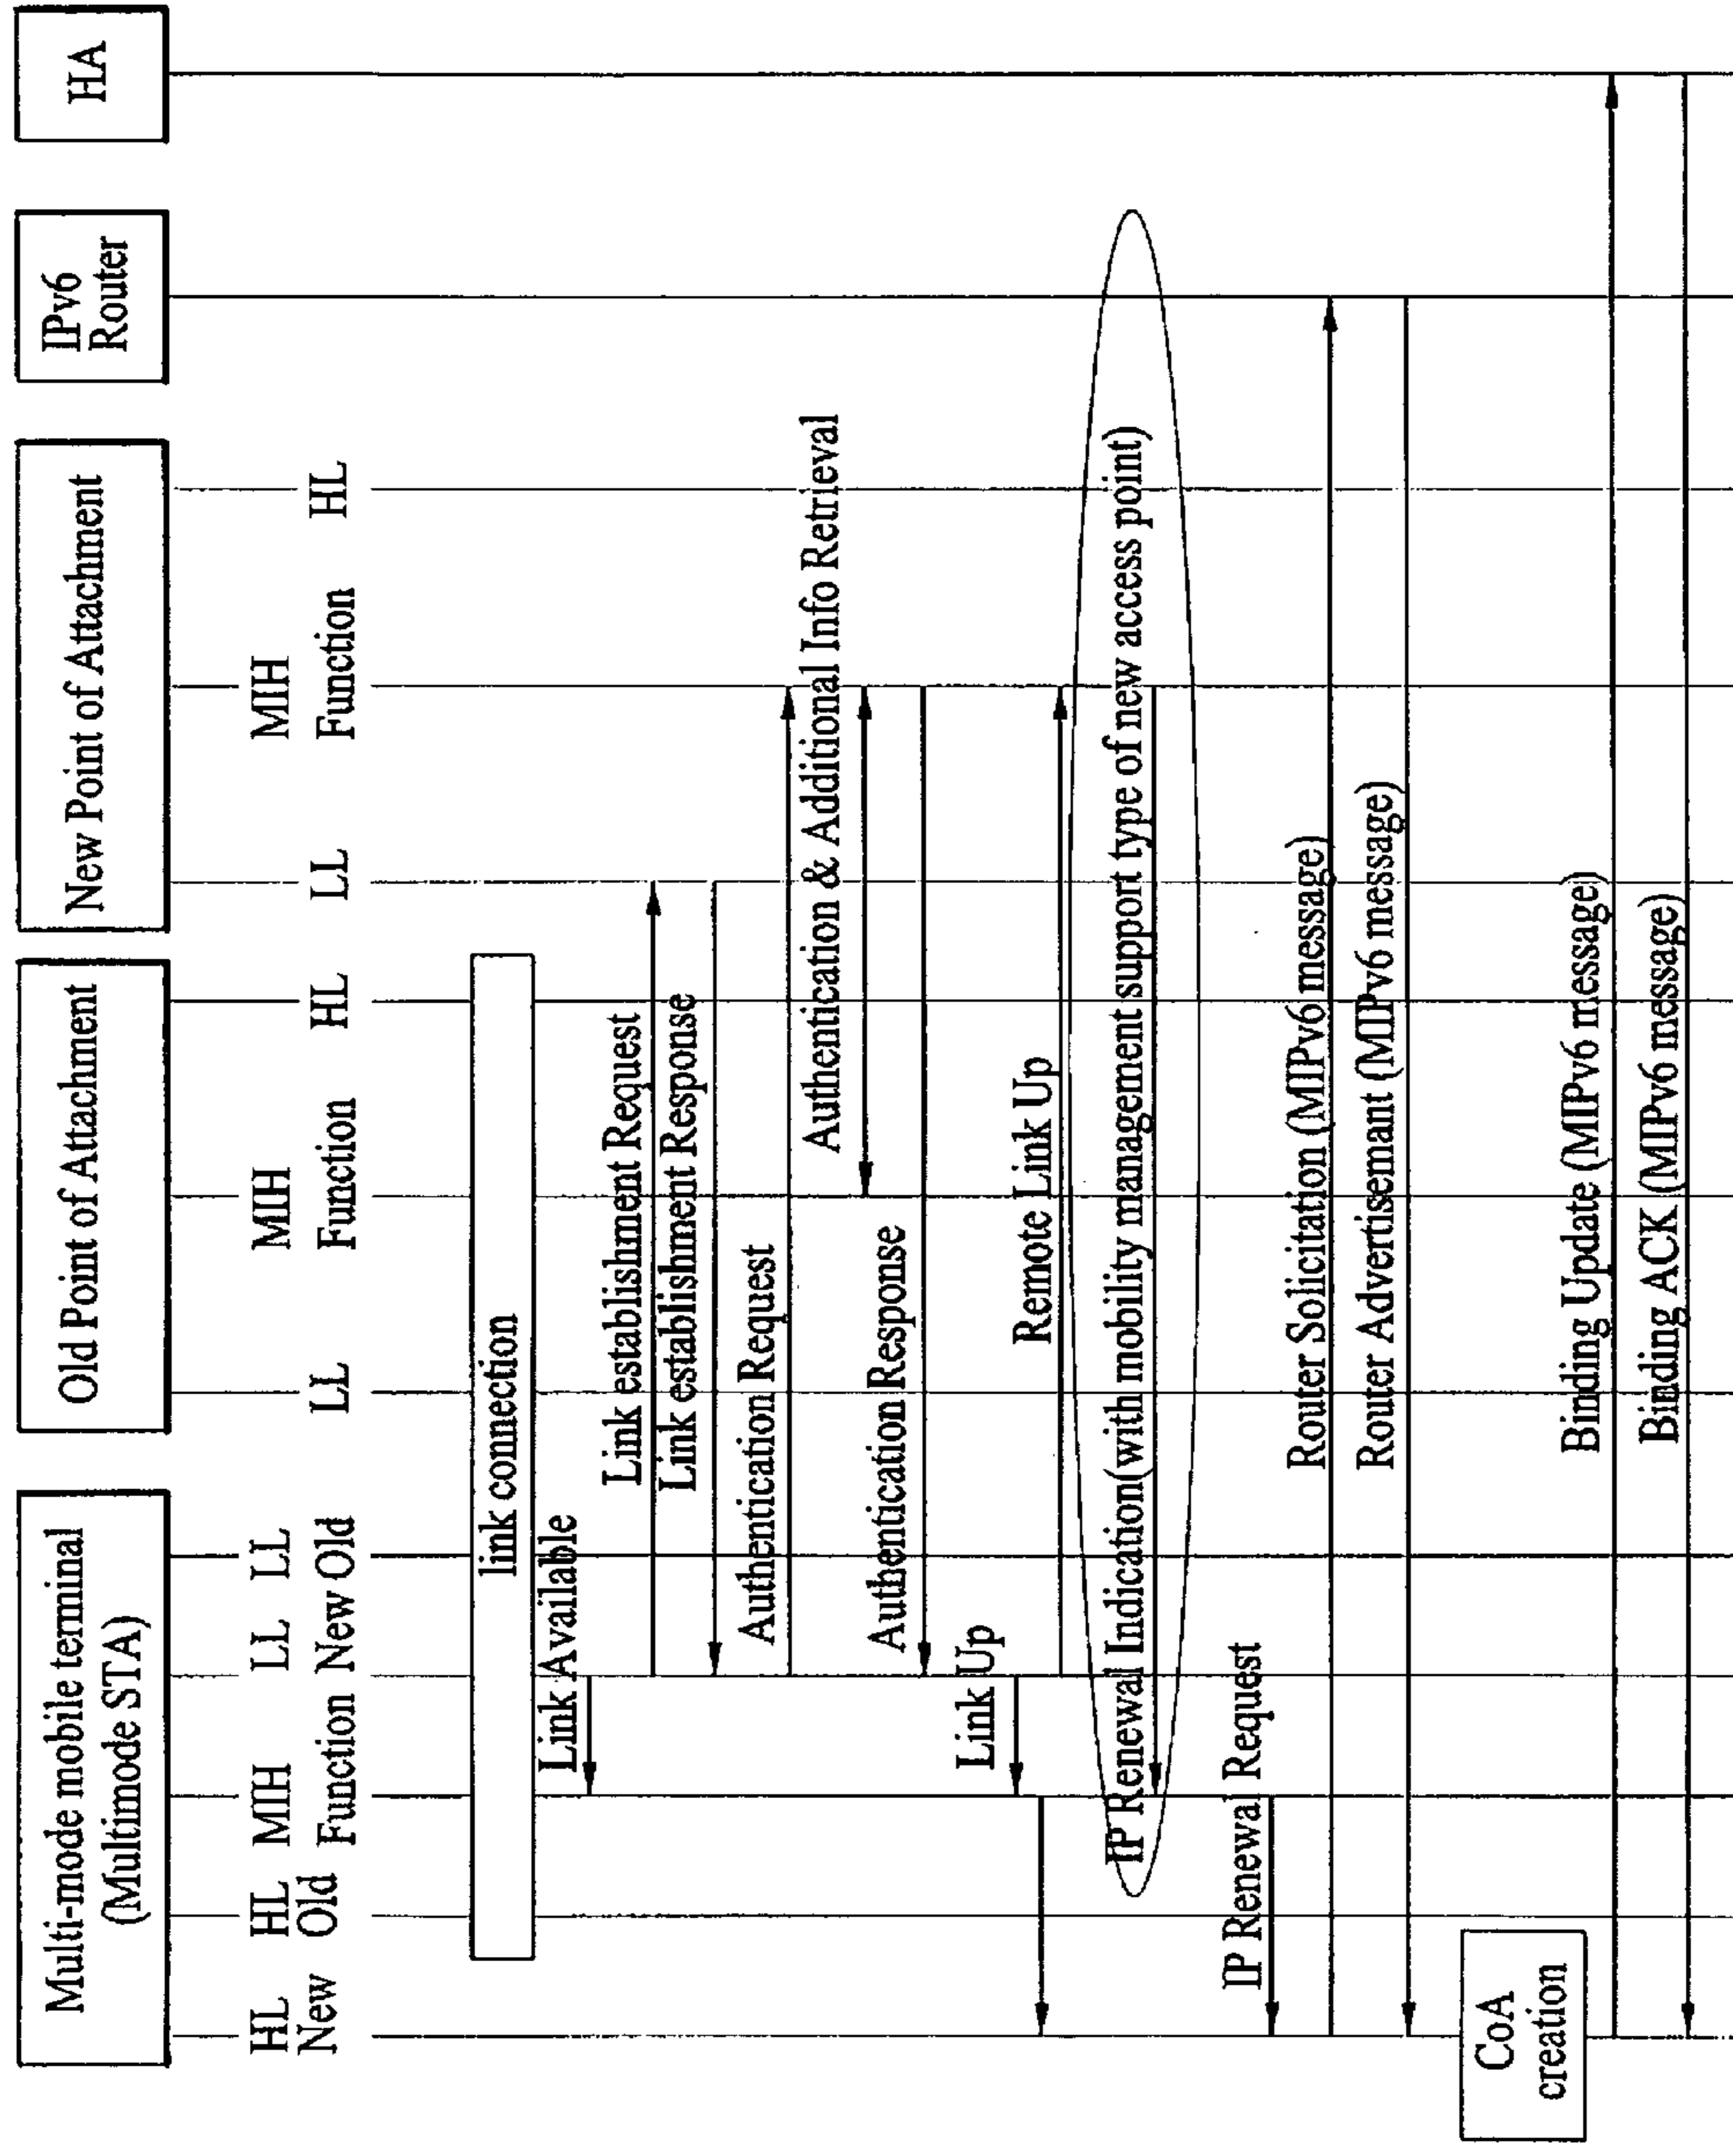 Multi-mode mobile terminal
(Multimode STA)
Old Point of Attachment
New Point of Attachment
IPv6
Router
HA
HL
New
HL
Old
MIH
Function
LL
New
LL
Old
LL
MIH
Function
HL
LL
MIH
Function
HL
link connection
Link Available
Link establishment Request
Link establishment Response
Authentication Request
Authentication & Additional Info Retrieval
Authentication Response
Link Up
Remote Link Up
IP Renewal Indication(with mobility management support type of new access point)
IP Renewal Request
Router Solicitation (MIPv6 message)
Router Advertisemant (MIPv6 message)
CoA
creation
Binding Update (MIPv6 message)
Binding ACK (MIPv6 message)